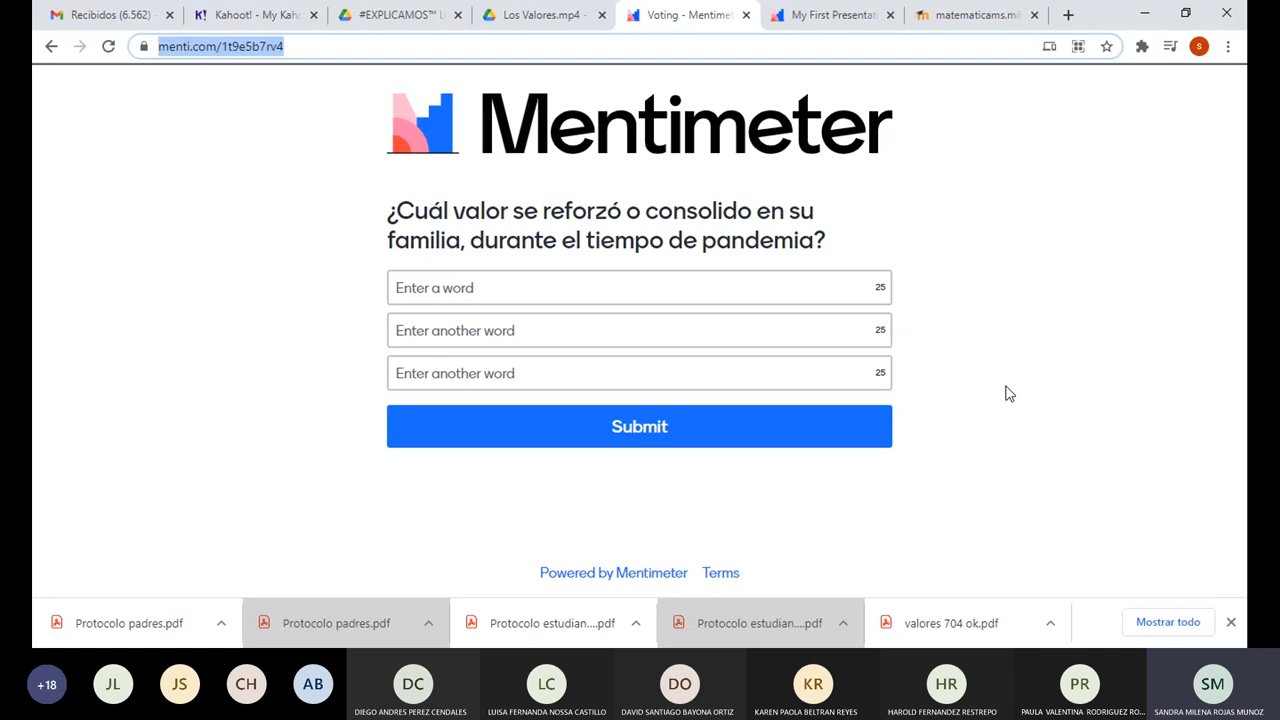 Recibidos (6.562)
Kahoot! - My Kah
#EXPLICAMOS™ L
Los Valores.mp4 -
Voting - Mentimet
My First Presentat
matematicams.mil
menti.com/1t9e5b7rv4
S
Mentimeter
¿Cuál valor se reforzó o consolido en su
familia, durante el tiempo de pandemia?
Enter a word 25
Enter another word 25
Enter another word 25
Submit
Powered by Mentimeter Terms
Protocolo padres.pdf
Protocolo padres.pdf
Protocolo estudian....pdf
Protocolo estudian....pdf
valores 704 ok.pdf
Mostrar todo
+18 JL JS CH AB DC LC DO KR HR PR SM
DIEGO ANDRES PEREZ CENDALES
LUISA FERNANDA NOSSA CASTILLO
DAVID SANTIAGO BAYONA ORTIZ
KAREN PAOLA BELTRAN REYES
HAROLD FERNANDEZ RESTREPO
PAULA VALENTINA RODRIGUEZ RO...
SANDRA MILENA ROJAS MUNOZ